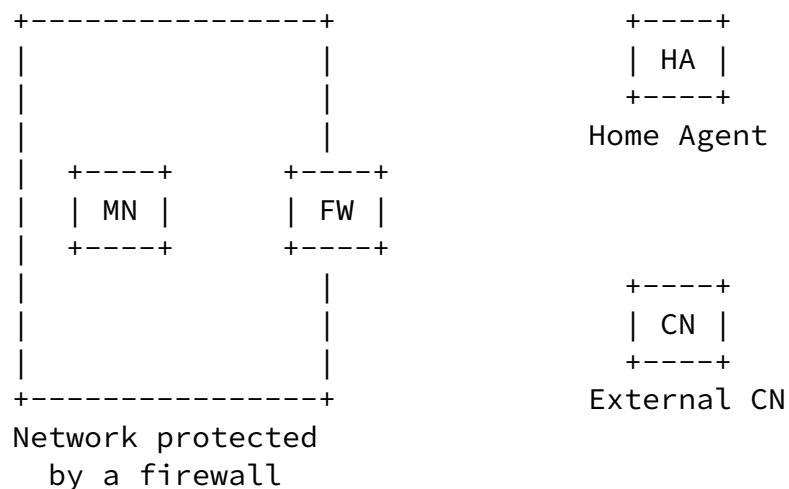 HA
Home Agent
MN
FW
CN
External CN
Network protected
by a firewall